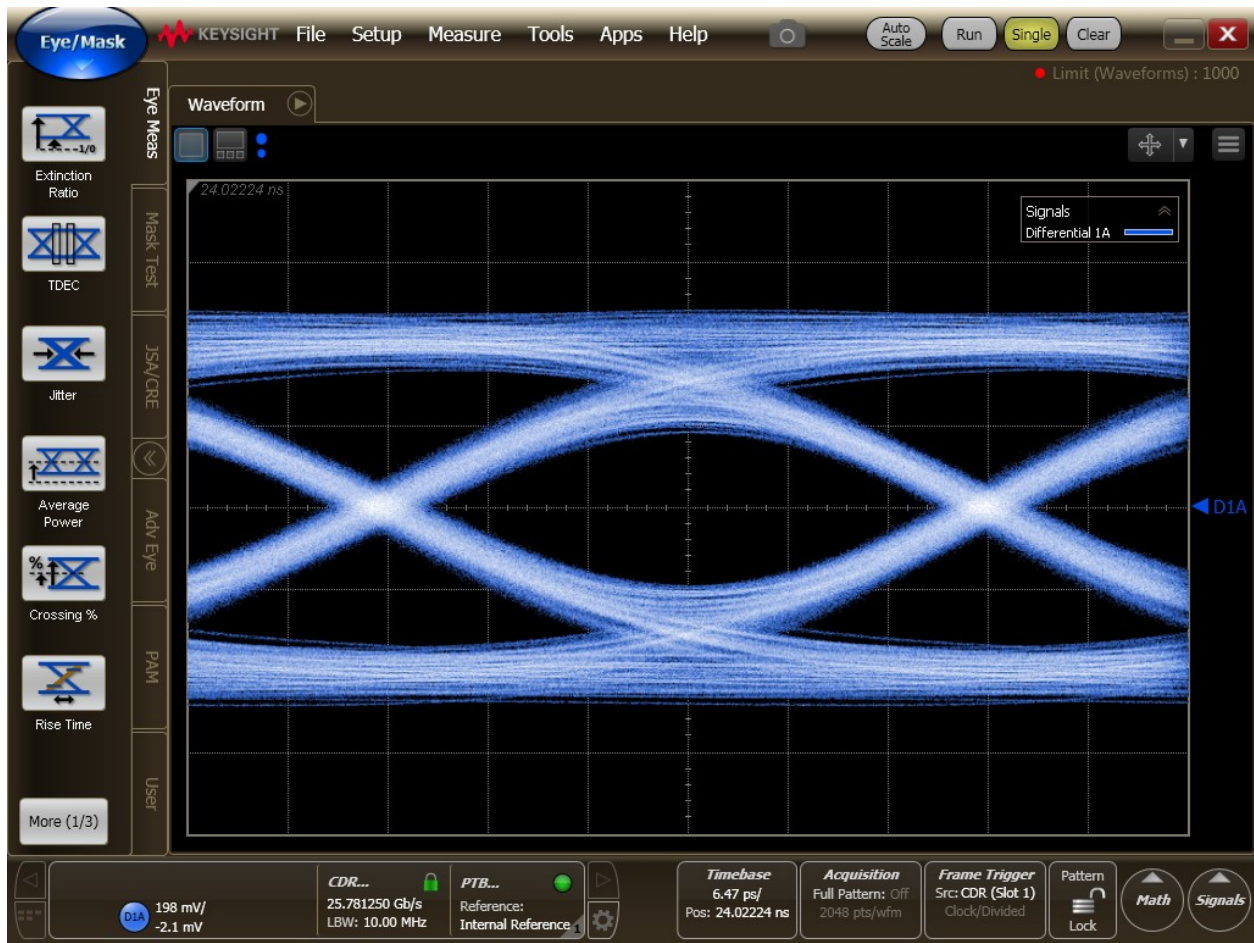 Eye/Mask
KEYSIGHT File Setup Measure Tools Apps Help
Auto
Scale
Run
Single
Clear
Limit (Waveforms) : 1000
Waveform
Eye Meas
Mask Test
JSA/CRE
Adv Eye
PAM
User
1/0
Extinction
Ratio
TDEC
Jitter
Average
Power
%
Crossing %
Rise Time
More (1/3)
24.02224 ns
Signals
Differential 1A
D1A
D1A
198 mV/
-2.1 mV
CDR...
25.781250 Gb/s
LBW: 10.00 MHz
PTB...
Reference:
Internal Reference
1
Timebase
6.47 ps/
Pos: 24.02224 ns
Acquisition
Full Pattern: Off
2048 pts/wfm
Frame Trigger
Src: CDR (Slot 1)
Clock/Divided
Pattern
Lock
Math
Signals